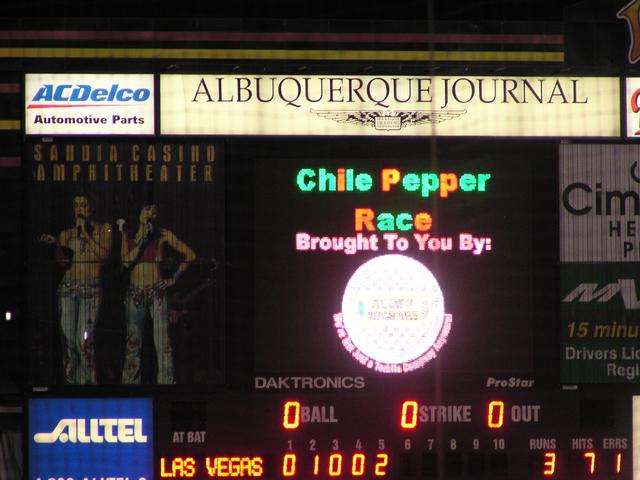 ACDelco
Automotive Parts
ALBUQUERQUE JOURNAL
SANDIA CASINO
AMPHITHEATER
Chile Pepper
Race
Brought To You By:
Cim
HE
P
15 minu
Drivers Lic
Regi
DAKTRONICS
ProStar
ALLTEL
0 BALL 0 STRIKE 0 OUT
AT BAT 1 2 3 4 5 6 7 8 9 10 RUNS HITS ERRS
LAS VEGAS 0 1 0 0 2 3 7 1